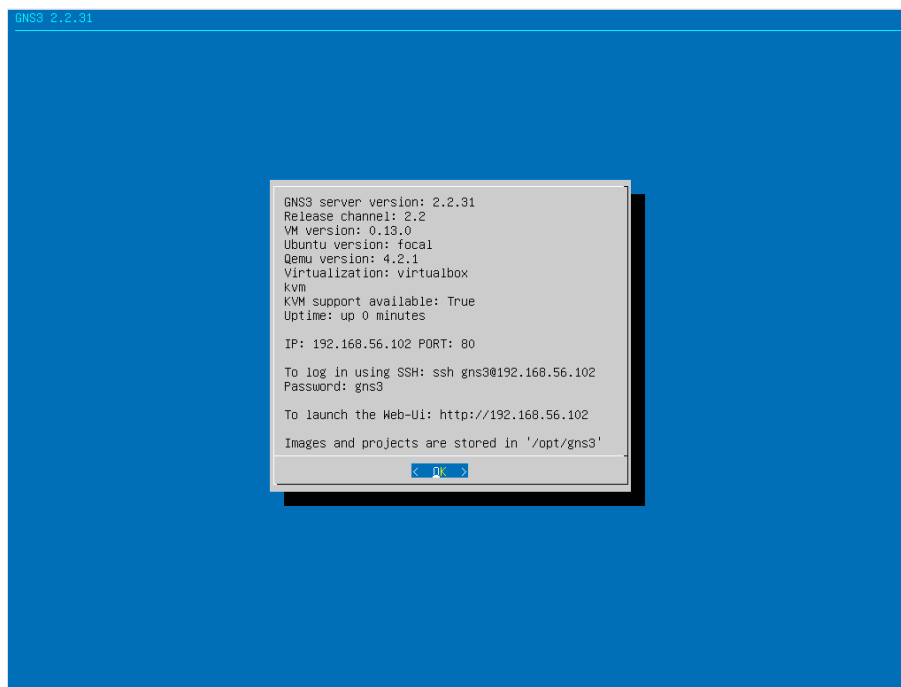 GNS3 2.2.31
GNS3 server version: 2.2.31
Release channel: 2.2
VM version: 0.13.0
Ubuntu version: focal
Qemu version: 4.2.1
Virtualization: virtualbox
kvm
KVM support available: True
Uptime: up 0 minutes
IP: 192.168.56.102 PORT: 80
To log in using SSH: ssh gns3@192.168.56.102
Password: gns3
To launch the Web-Ui: http://192.168.56.102
Images and projects are stored in '/opt/gns3'
< OK >